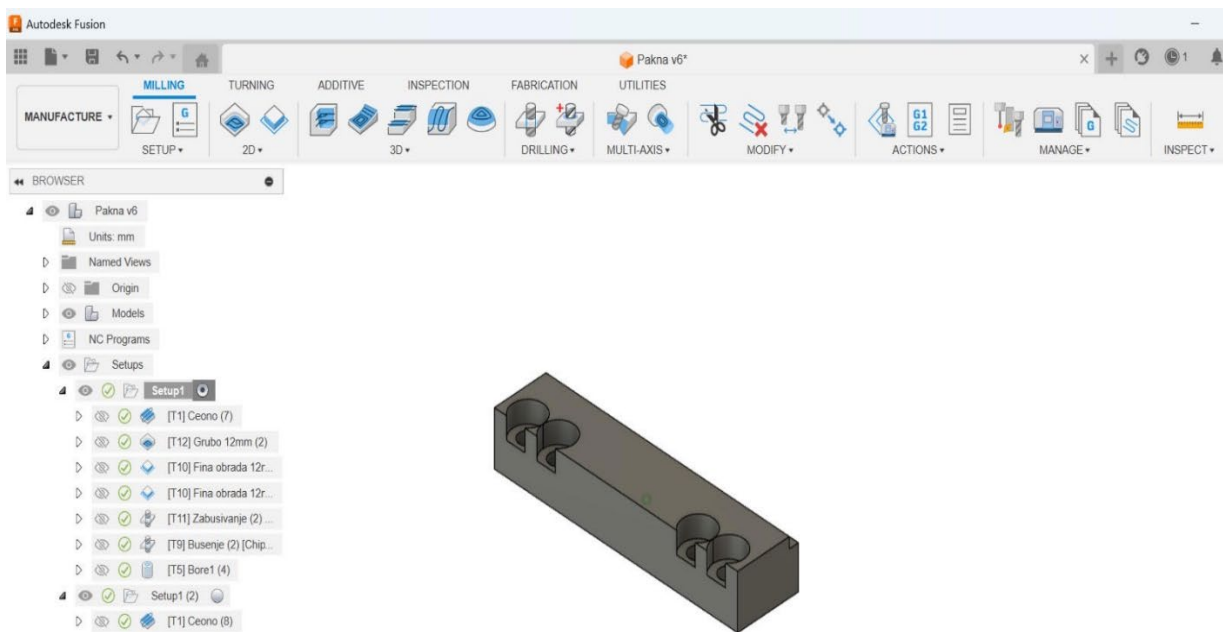 Autodesk Fusion
Pakna v6*
1
MILLING TURNING ADDITIVE INSPECTION FABRICATION UTILITIES
MANUFACTURE
G G1 G2 G
SETUP 2D 3D DRILLING MULTI-AXIS MODIFY ACTIONS MANAGE INSPECT
BROWSER
Pakna v6
Units: mm
Named Views
Origin
Models
NC Programs
Setups
Setup1
[T1] Ceono (7)
[T12] Grubo 12mm (2)
[T10] Fina obrada 12r...
[T10] Fina obrada 12r...
[T11] Zabusivanje (2) ...
[T9] Busenje (2) [Chip...
[T5] Bore1 (4)
Setup1 (2)
[T1] Ceono (8)